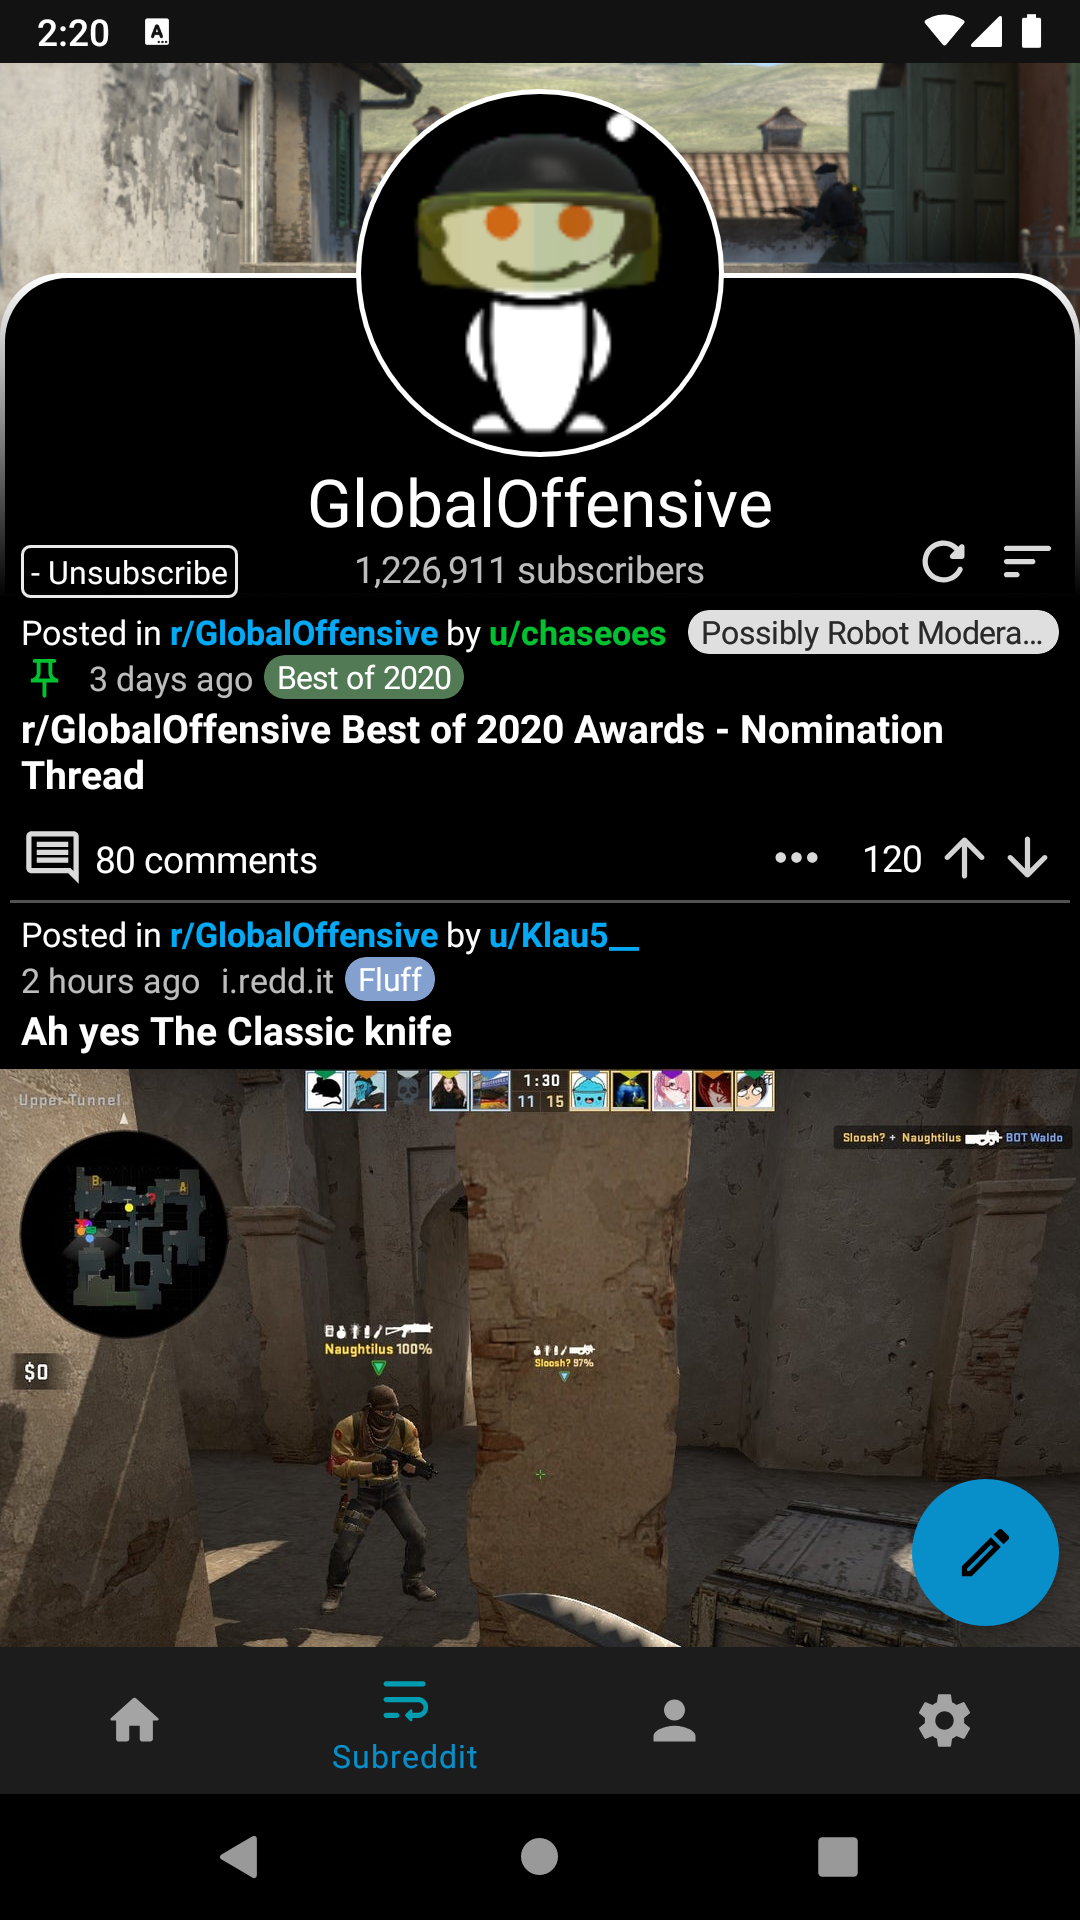 2:20
A
GlobalOffensive
- Unsubscribe
1,226,911 subscribers
Posted in r/GlobalOffensive by u/chaseoes
Possibly Robot Modera...
3 days ago
Best of 2020
r/GlobalOffensive Best of 2020 Awards - Nomination
Thread
80 comments
120
Posted in r/GlobalOffensive by u/Klau5__
2 hours ago i.redd.it
Fluff
Ah yes The Classic knife
Upper Tunnel
1:30
11 15
Sloosh? + Naughtilus BOT Waldo
B
A
Naughtilus 100%
Sloosh? 97%
$0
Subreddit